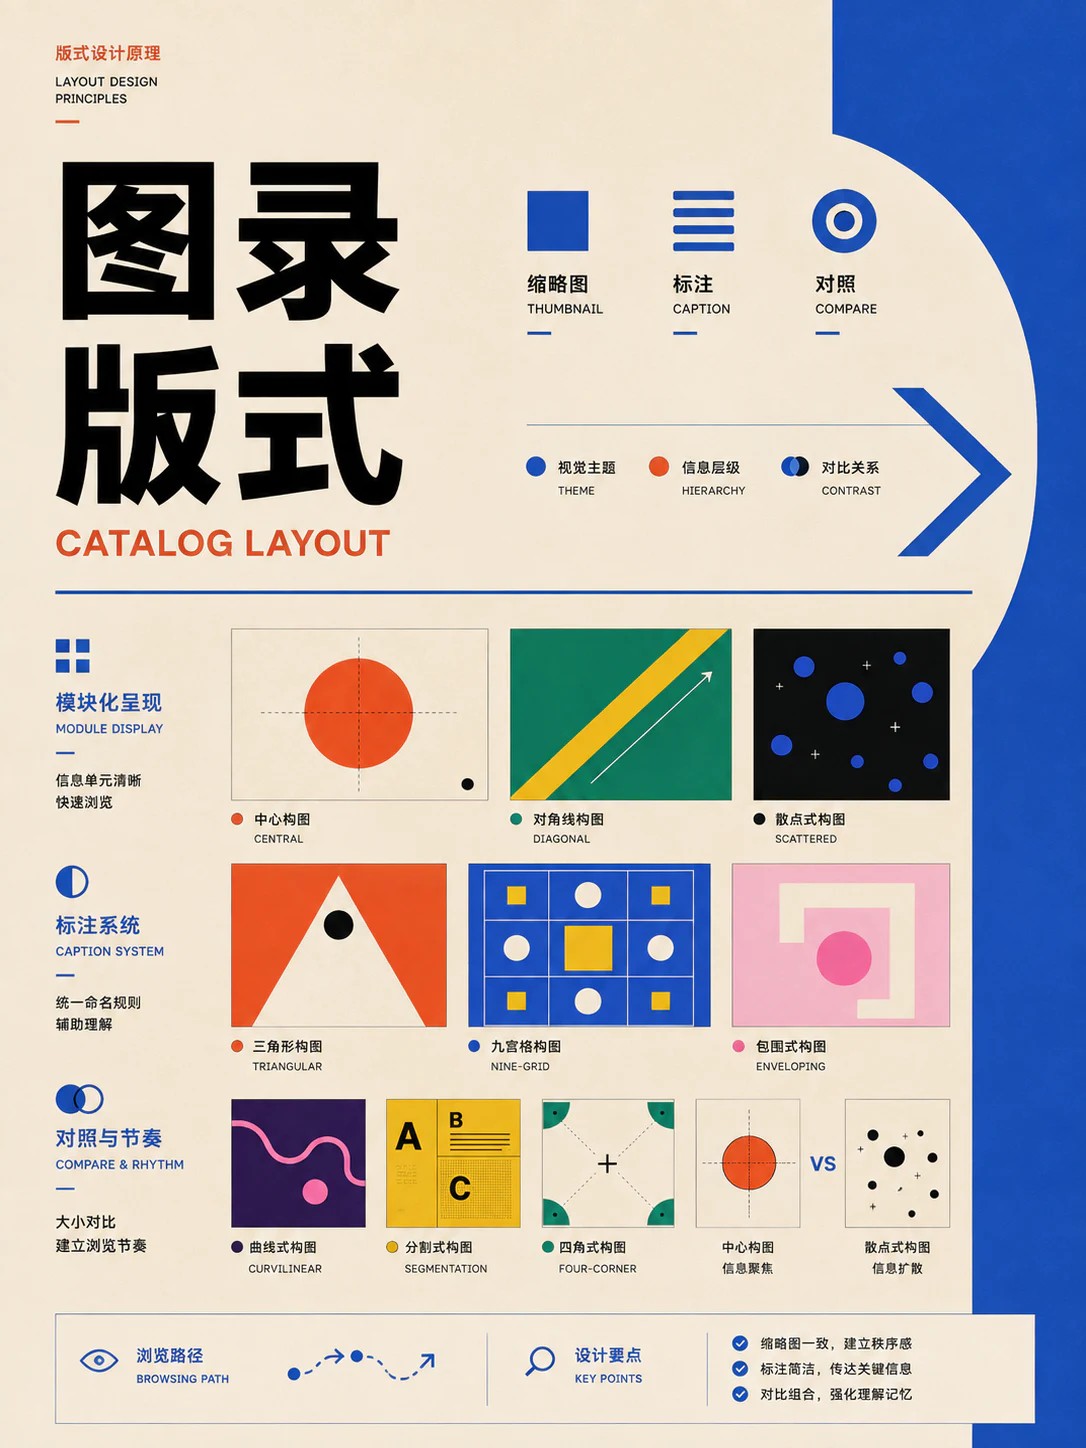 版式设计原理
LAYOUT DESIGN
PRINCIPLES
图录
版式
CATALOG LAYOUT
缩略图
THUMBNAIL
标注
CAPTION
对照
COMPARE
视觉主题
THEME
信息层级
HIERARCHY
对比关系
CONTRAST
模块化呈现
MODULE DISPLAY
信息单元清晰
快速浏览
中心构图
CENTRAL
对角线构图
DIAGONAL
散点式构图
SCATTERED
标注系统
CAPTION SYSTEM
统一命名规则
辅助理解
三角形构图
TRIANGULAR
九宫格构图
NINE-GRID
包围式构图
ENVELOPING
对照与节奏
COMPARE & RHYTHM
大小对比
建立浏览节奏
曲线式构图
CURVILINEAR
A
B
C
分割式构图
SEGMENTATION
四角式构图
FOUR-CORNER
中心构图
信息聚焦
VS
散点式构图
信息扩散
浏览路径
BROWSING PATH
设计要点
KEY POINTS
缩略图一致，建立秩序感
标注简洁，传达关键信息
对比组合，强化理解记忆